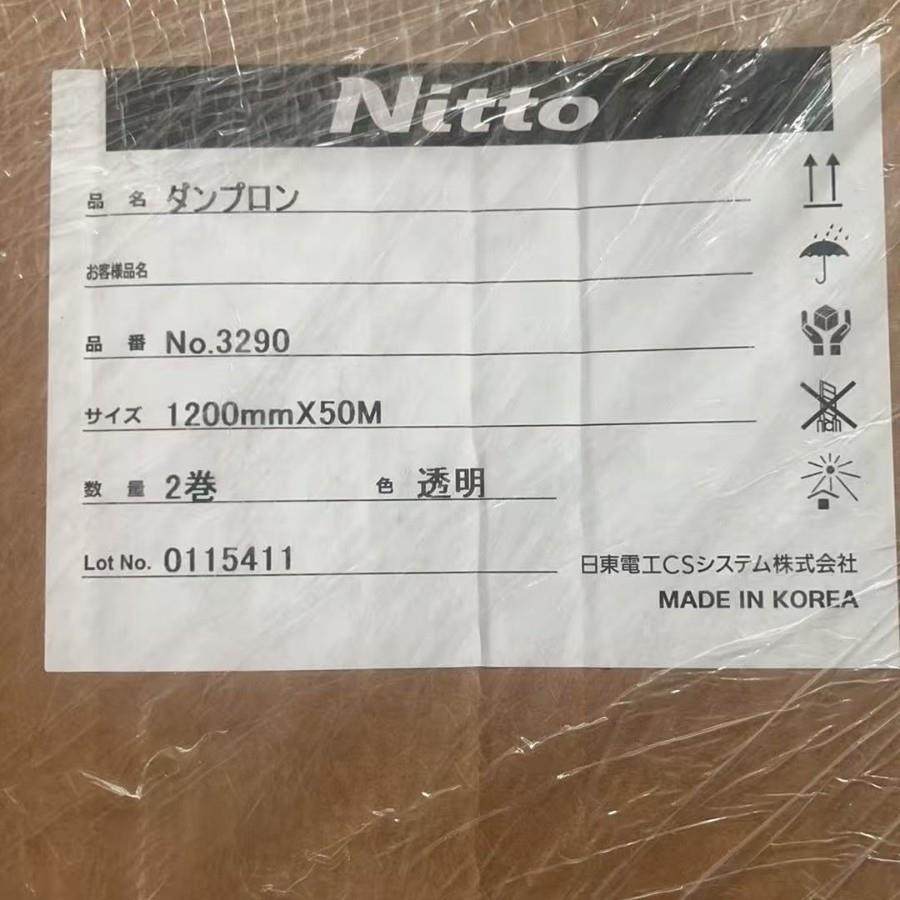 Nitto
品 名 ダンプロン
お客様品名
品 番 No.3290
サイズ 1200mmX50M
数 量 2巻 色 透明
Lot No. 0115411
日東電工CSシステム株式会社
MADE IN KOREA